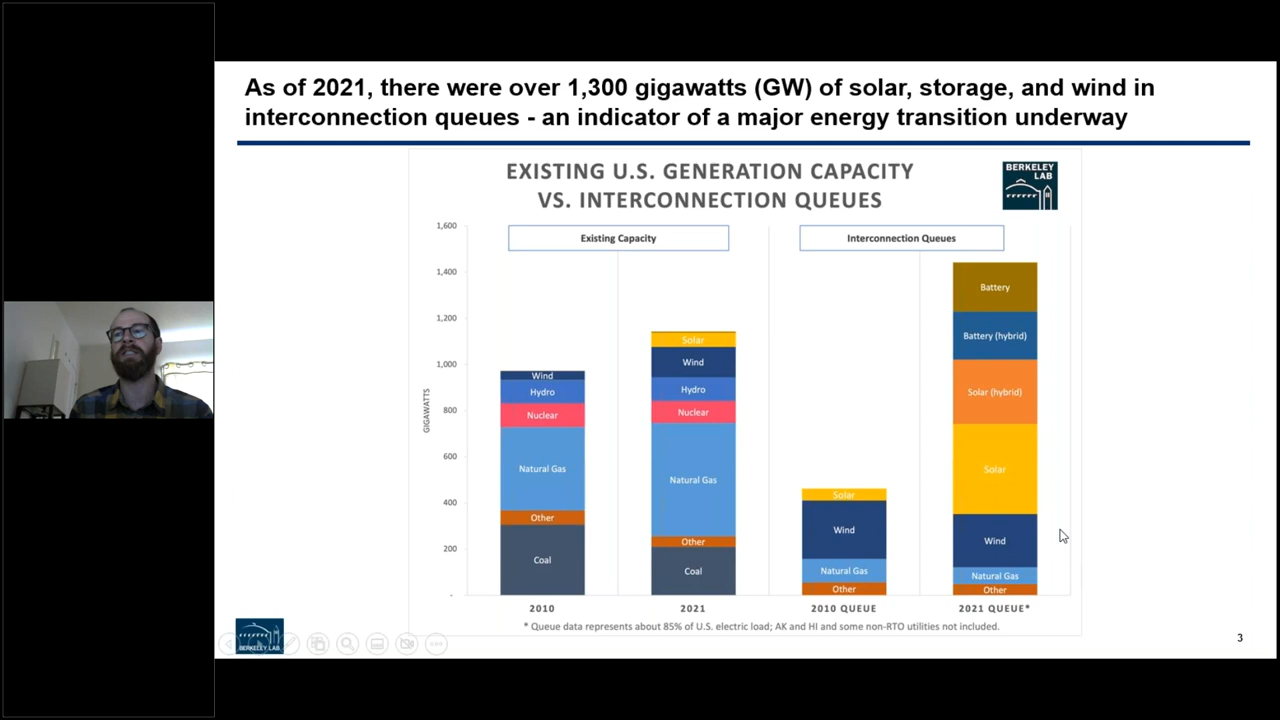 As of 2021, there were over 1,300 gigawatts (GW) of solar, storage, and wind in
interconnection queues - an indicator of a major energy transition underway
EXISTING U.S. GENERATION CAPACITY
VS. INTERCONNECTION QUEUES
BERKELEY
LAB
1,600
1,400
1,200
1,000
800
600
400
200
-
GIGAWATTS
Existing Capacity
Interconnection Queues
Wind
Hydro
Nuclear
Natural Gas
Other
Coal
Solar
Wind
Hydro
Nuclear
Natural Gas
Other
Coal
Solar
Wind
Natural Gas
Other
Battery
Battery (hybrid)
Solar (hybrid)
Solar
Wind
Natural Gas
Other
2010
2021
2010 QUEUE
2021 QUEUE*
* Queue data represents about 85% of U.S. electric load; AK and HI and some non-RTO utilities not included.
BERKELEY LAB
3